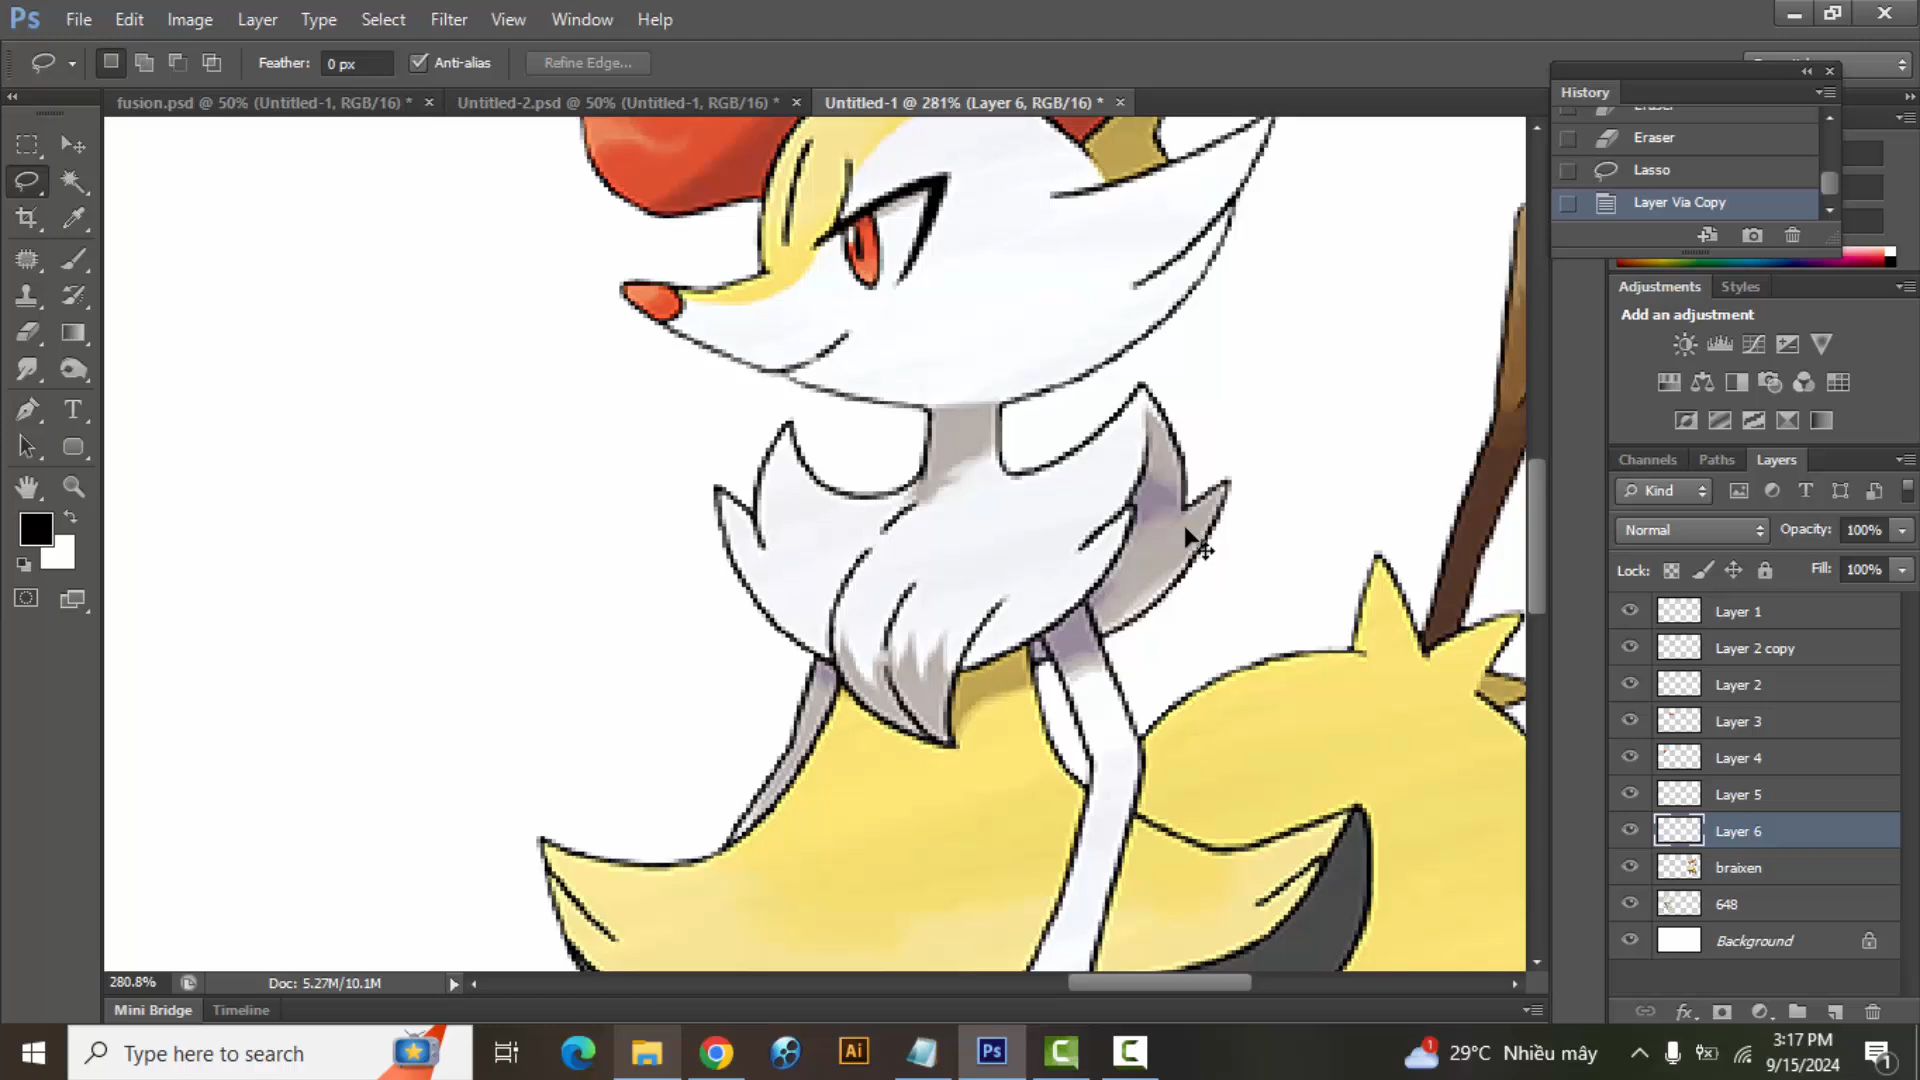 Ps File Edit Image Layer Type Select Filter View Window Help
Feather: 0 px Anti-alias Refine Edge...
fusion.psd @ 50% (Untitled-1, RGB/16) * × Untitled-2.psd @ 50% (Untitled-1, RGB/16) * × Untitled-1 @ 281% (Layer 6, RGB/16) * ×
History
Eraser
Eraser
Lasso
Layer Via Copy
Adjustments Styles
Add an adjustment
Channels Paths Layers
Kind
Normal Opacity: 100%
Lock: Fill: 100%
Layer 1
Layer 2 copy
Layer 2
Layer 3
Layer 4
Layer 5
Layer 6
braixen
648
Background
280.8% Doc: 5.27M/10.1M
Mini Bridge Timeline
Type here to search
Ai Ps
1 29°C Nhiều mây
3:17 PM
9/15/2024
1